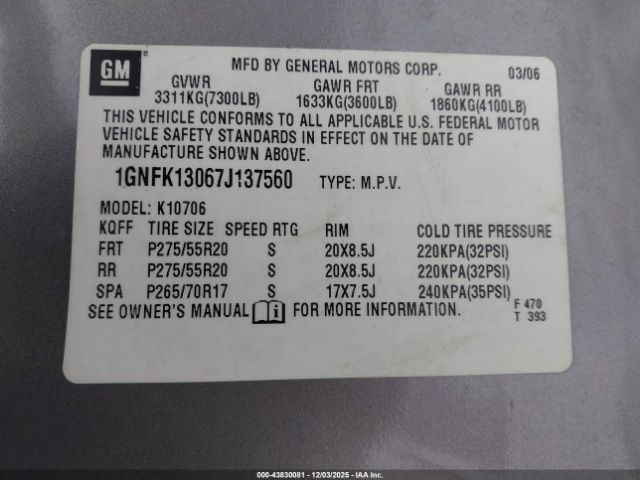 GM
MFD BY GENERAL MOTORS CORP. 03/06
GVWR GAWR FRT GAWR RR
3311KG(7300LB) 1633KG(3600LB) 1860KG(4100LB)
THIS VEHICLE CONFORMS TO ALL APPLICABLE U.S. FEDERAL MOTOR
VEHICLE SAFETY STANDARDS IN EFFECT ON THE DATE OF
MANUFACTURE SHOWN ABOVE.
1GNFK13067J137560 TYPE: M.P.V.
MODEL: K10706
KQFF TIRE SIZE SPEED RTG RIM COLD TIRE PRESSURE
FRT P275/55R20 S 20X8.5J 220KPA(32PSI)
RR P275/55R20 S 20X8.5J 220KPA(32PSI)
SPA P265/70R17 S 17X7.5J 240KPA(35PSI)
SEE OWNER'S MANUAL FOR MORE INFORMATION. F 470
T 393
000-43830081 - 12/03/2025 - IAA Inc.